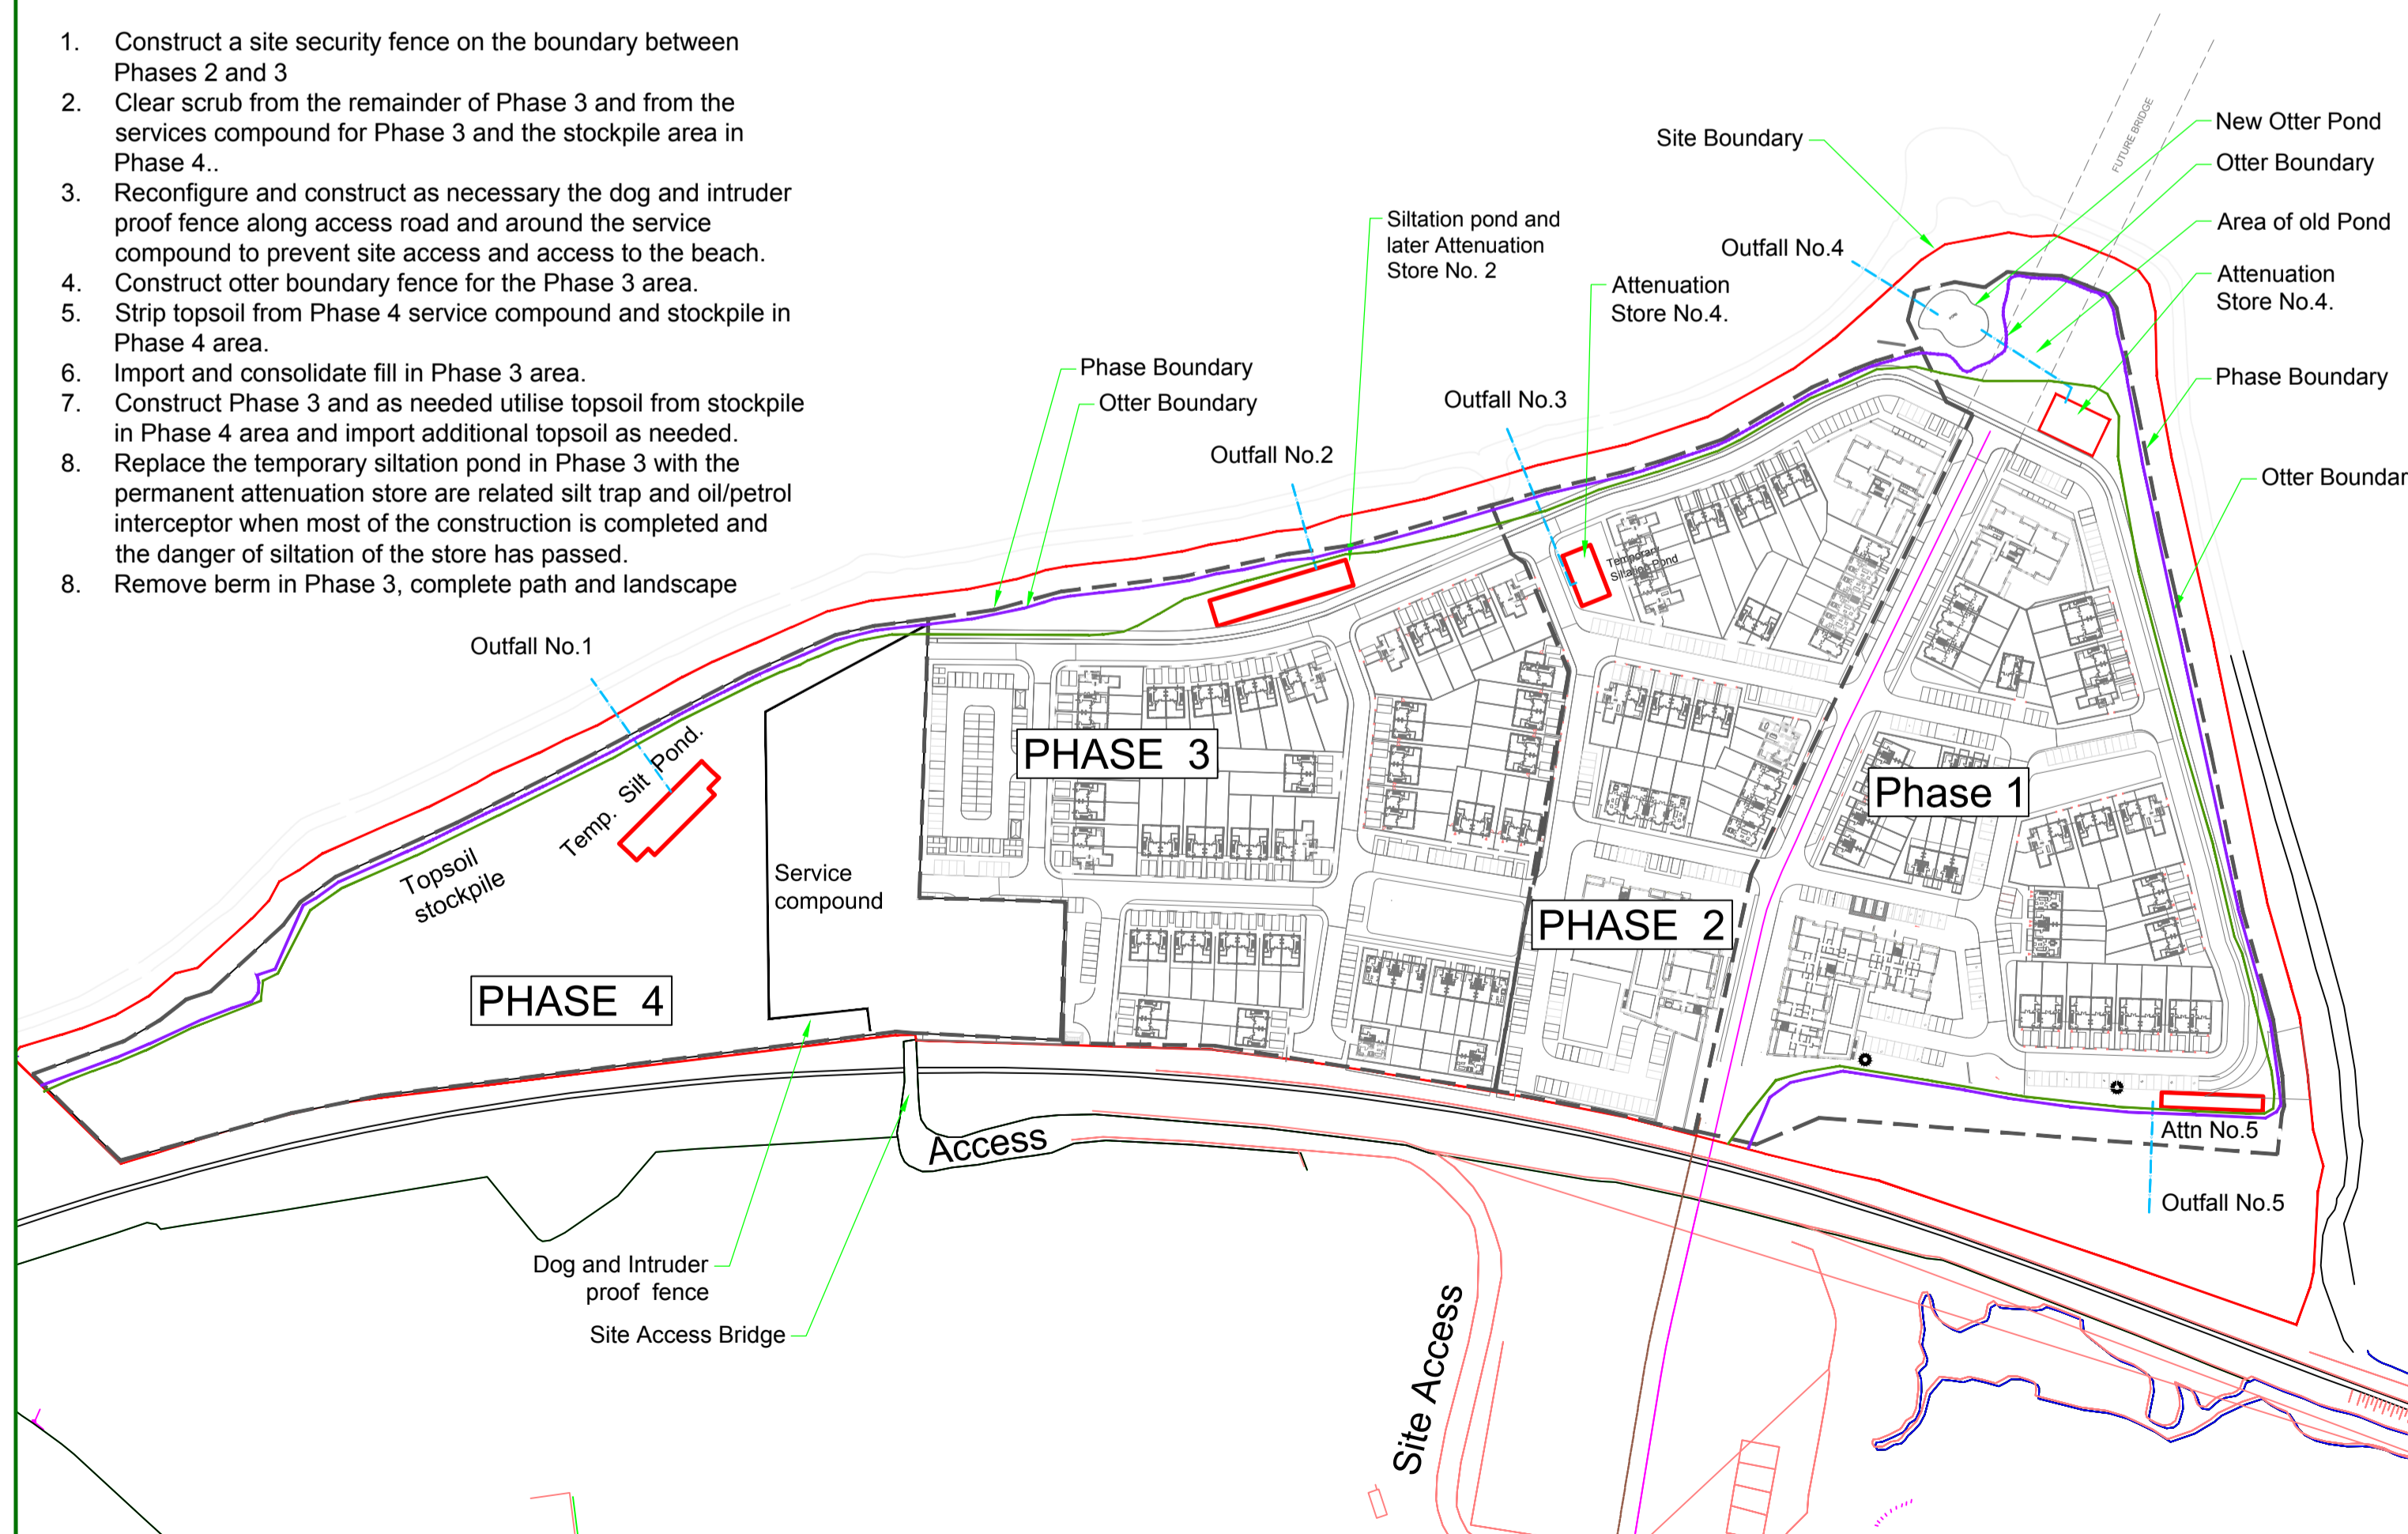 1. Construct a site security fence on the boundary between
Phases 2 and 3
2. Clear scrub from the remainder of Phase 3 and from the
services compound for Phase 3 and the stockpile area in
Phase 4..
3. Reconfigure and construct as necessary the dog and intruder
proof fence along access road and around the service
compound to prevent site access and access to the beach.
4. Construct otter boundary fence for the Phase 3 area.
5. Strip topsoil from Phase 4 service compound and stockpile in
Phase 4 area.
6. Import and consolidate fill in Phase 3 area.
7. Construct Phase 3 and as needed utilise topsoil from stockpile
in Phase 4 area and import additional topsoil as needed.
8. Replace the temporary siltation pond in Phase 3 with the
permanent attenuation store are related silt trap and oil/petrol
interceptor when most of the construction is completed and
the danger of siltation of the store has passed.
8. Remove berm in Phase 3, complete path and landscape
FUTURE BRIDGE
New Otter Pond
Otter Boundary
Area of old Pond
Attenuation
Store No.4.
Phase Boundary
Otter Boundar
Site Boundary
Outfall No.4
Siltation pond and
later Attenuation
Store No. 2
Attenuation
Store No.4.
Phase Boundary
Otter Boundary
Outfall No.3
Outfall No.2
Temporary
Siltation Pond
Outfall No.1
Temp. Silt Pond.
Topsoil
stockpile
Service
compound
PHASE 3
Phase 1
PHASE 2
PHASE 4
Attn No.5
Outfall No.5
Access
Dog and Intruder
proof fence
Site Access Bridge
Site Access